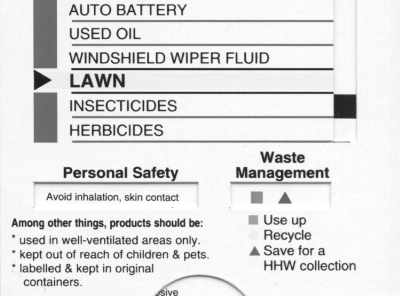 AUTO BATTERY
USED OIL
WINDSHIELD WIPER FLUID
LAWN
INSECTICIDES
HERBICIDES
Personal Safety
Avoid inhalation, skin contact
Among other things, products should be:
* used in well-ventilated areas only.
* kept out of reach of children & pets.
* labelled & kept in original
containers.
Waste
Management
Use up
Recycle
Save for a
HHW collection